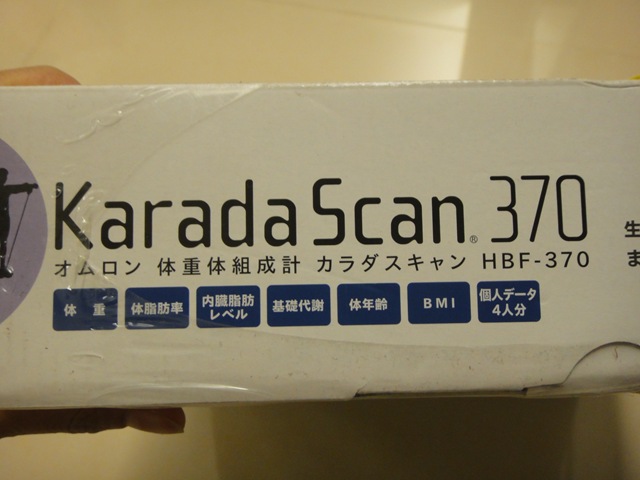 Karada Scan® 370
オムロン 体重体組成計 カラダスキャン HBF-370
体 重
体脂肪率
内臓脂肪
レベル
基礎代謝
体年齢
BMI
個人データ
4人分
生
ま